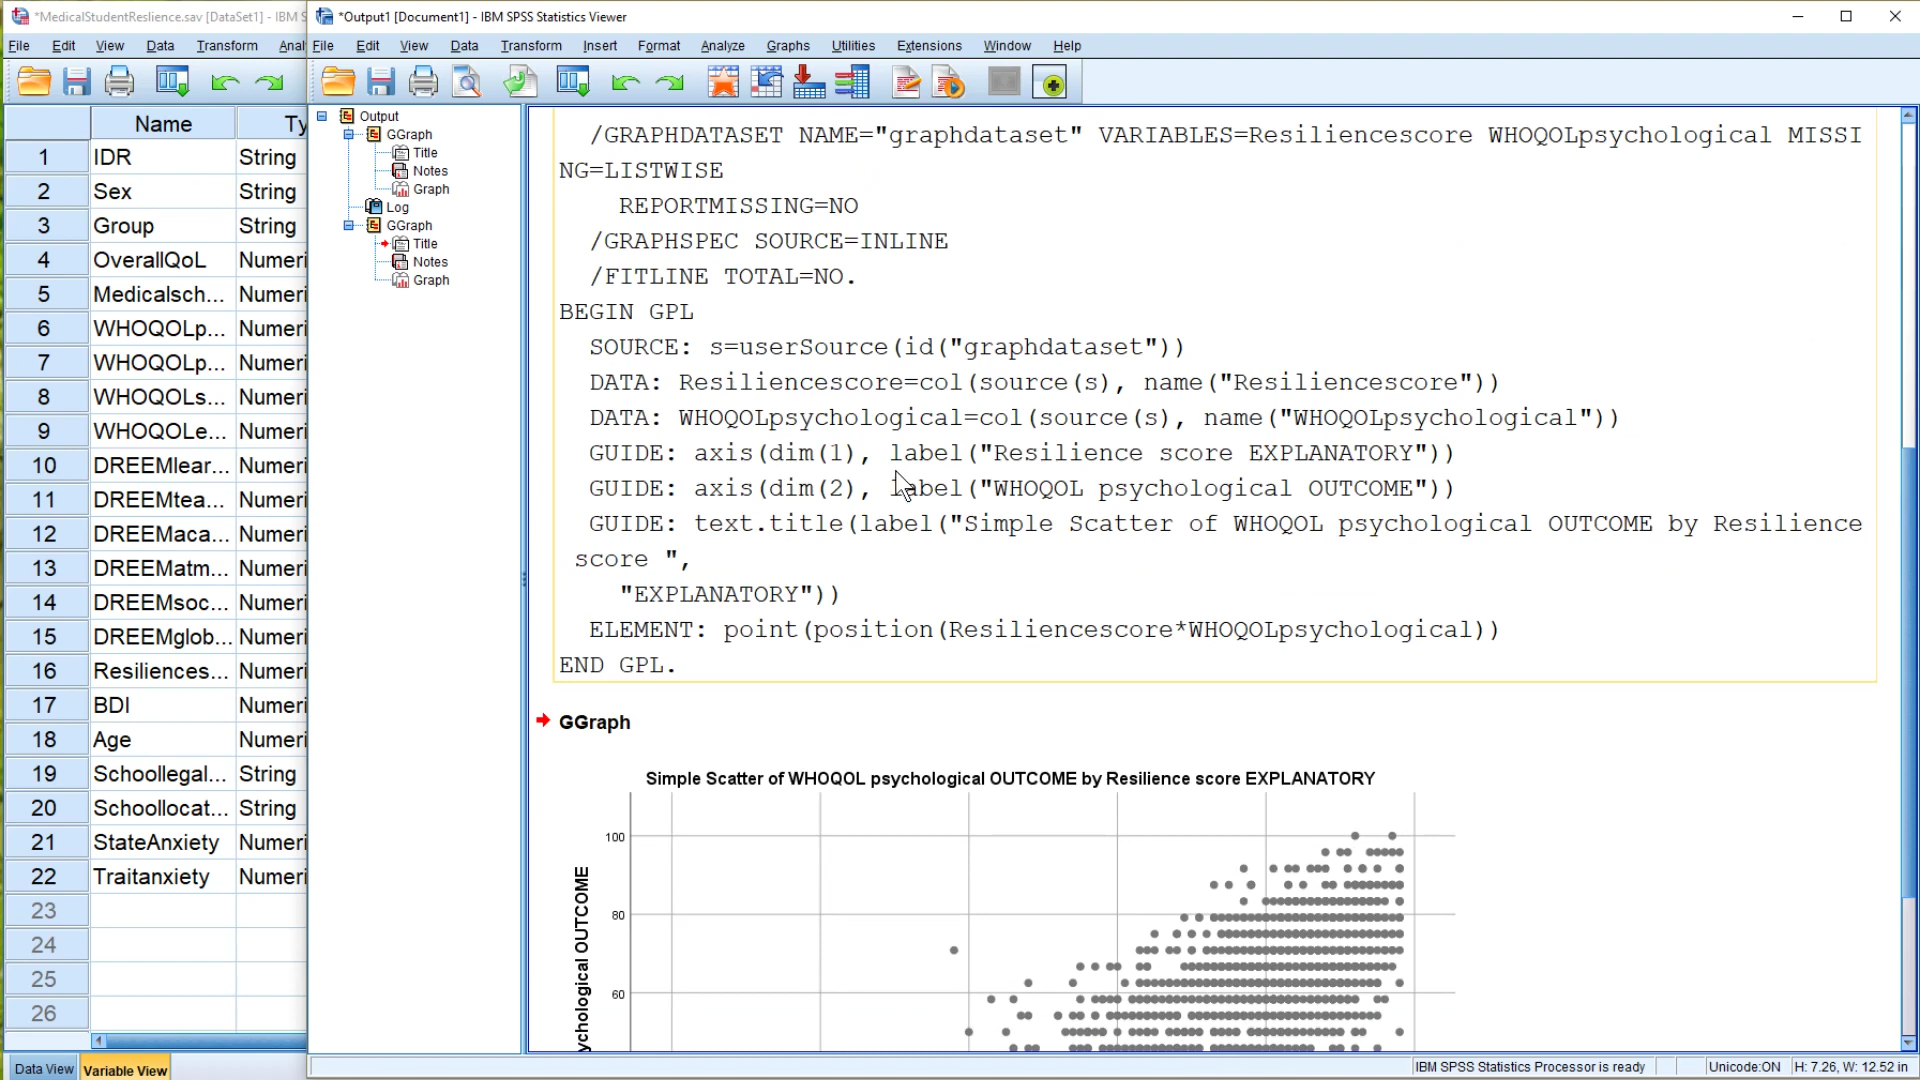 *MedicalStudentReslience.sav [DataSet1] - IBM S
*Output1 [Document1] - IBM SPSS Statistics Viewer
File Edit View Data Transform Anal
File Edit View Data Transform Insert Format Analyze Graphs Utilities Extensions Window Help
Name Ty
1 IDR String
2 Sex String
3 Group String
4 OverallQoL Numeri
5 Medicalsch... Numeri
6 WHOQOLp... Numeri
7 WHOQOLp... Numeri
8 WHOQOLs... Numeri
9 WHOQOLe... Numeri
10 DREEMlear... Numeri
11 DREEMtea... Numeri
12 DREEMaca... Numeri
13 DREEMatm... Numeri
14 DREEMsoc... Numeri
15 DREEMglob... Numeri
16 Resiliences... Numeri
17 BDI Numeri
18 Age Numeri
19 Schoollegal... String
20 Schoollocat... String
21 StateAnxiety Numeri
22 Traitanxiety Numeri
23
24
25
26
Data View Variable View
Output
GGraph
Title
Notes
Graph
Log
GGraph
Title
Notes
Graph
/GRAPHDATASET NAME="graphdataset" VARIABLES=Resiliencescore WHOQOLpsychological MISSI
NG=LISTWISE
REPORTMISSING=NO
/GRAPHSPEC SOURCE=INLINE
/FITLINE TOTAL=NO.
BEGIN GPL
SOURCE: s=userSource(id("graphdataset"))
DATA: Resiliencescore=col(source(s), name("Resiliencescore"))
DATA: WHOQOLpsychological=col(source(s), name("WHOQOLpsychological"))
GUIDE: axis(dim(1), label("Resilience score EXPLANATORY"))
GUIDE: axis(dim(2), label("WHOQOL psychological OUTCOME"))
GUIDE: text.title(label("Simple Scatter of WHOQOL psychological OUTCOME by Resilience
score ",
"EXPLANATORY"))
ELEMENT: point(position(Resiliencescore*WHOQOLpsychological))
END GPL.
GGraph
Simple Scatter of WHOQOL psychological OUTCOME by Resilience score EXPLANATORY
100
80
60
ychological OUTCOME
IBM SPSS Statistics Processor is ready Unicode:ON H: 7.26, W: 12.52 in